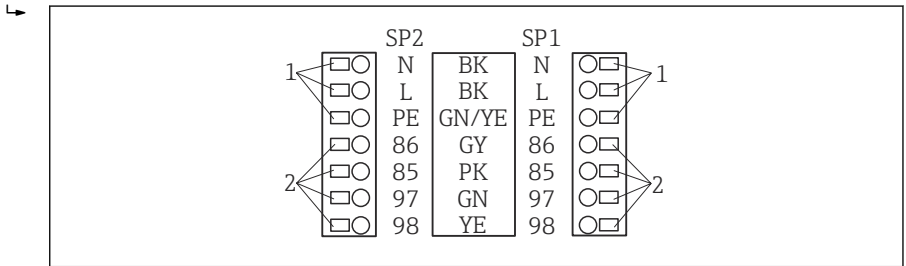 SP2 SP1
N BK N
1 L BK L 1
PE GN/YE PE
86 GY 86
2 85 PK 85 2
97 GN 97
98 YE 98